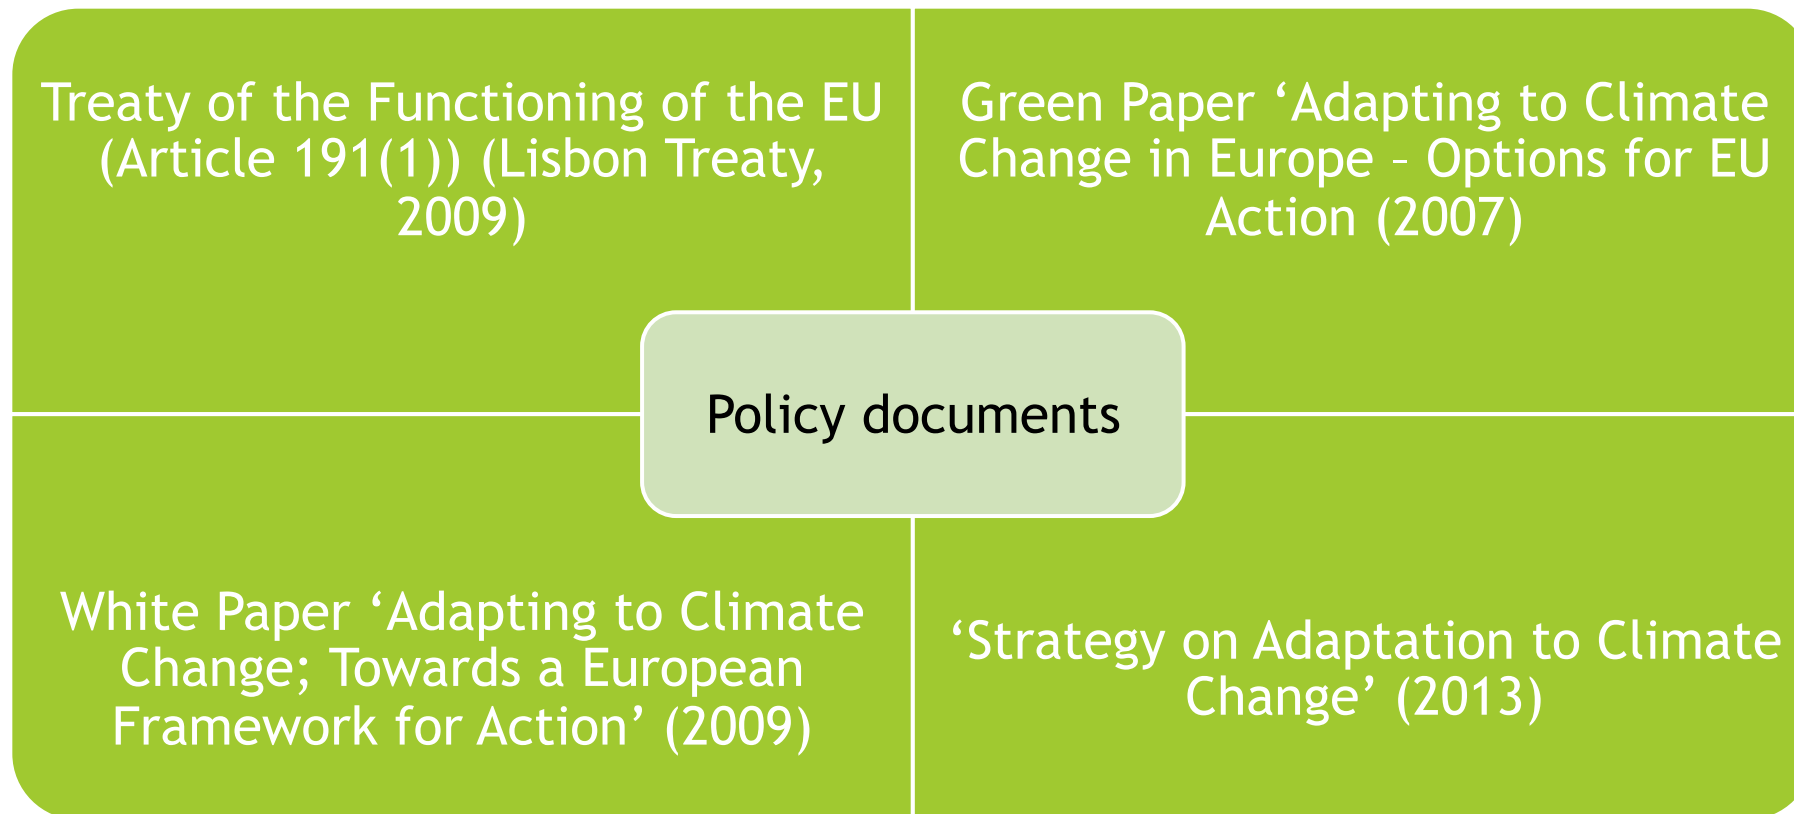 Treaty of the Functioning of the EU
(Article 191(1)) (Lisbon Treaty,
2009)
Green Paper ‘Adapting to Climate
Change in Europe – Options for EU
Action (2007)
Policy documents
White Paper ‘Adapting to Climate
Change; Towards a European
Framework for Action’ (2009)
‘Strategy on Adaptation to Climate
Change’ (2013)